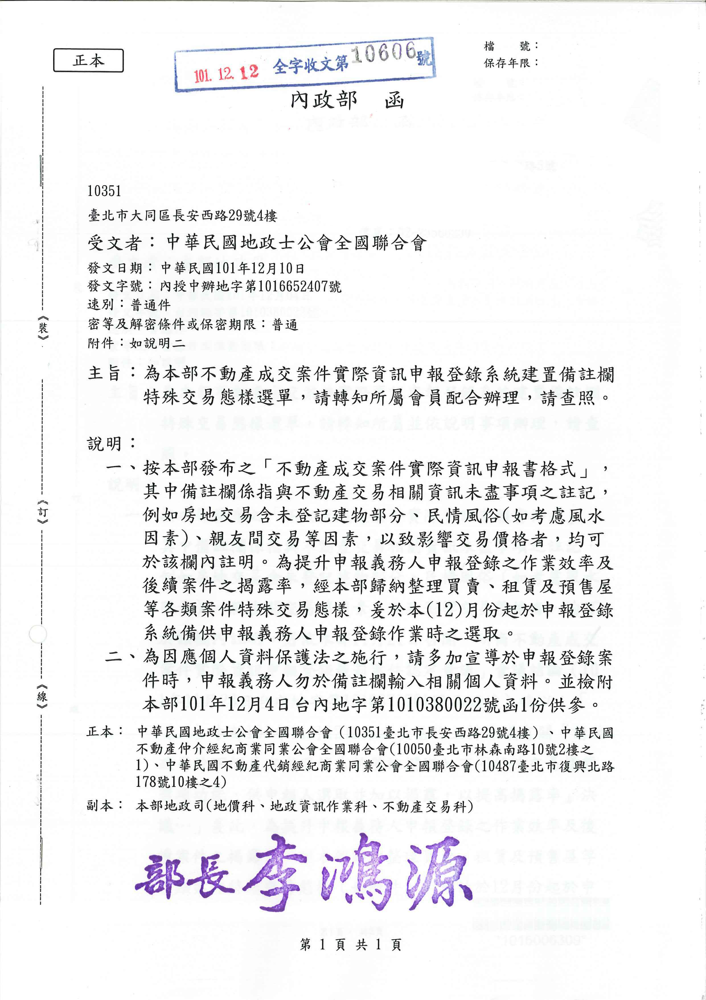 正本
101. 12. 12 全字收文第10606號
檔　　號：
保存年限：
內政部　函
10351
臺北市大同區長安西路29號4樓
受文者：中華民國地政士公會全國聯合會
發文日期：中華民國101年12月10日
發文字號：內授中辦地字第1016652407號
速別：普通件
密等及解密條件或保密期限：普通
附件：如說明二
主旨：為本部不動產成交案件實際資訊申報登錄系統建置備註欄
特殊交易態樣選單，請轉知所屬會員配合辦理，請查照。
說明：
一、按本部發布之「不動產成交案件實際資訊申報書格式」，
其中備註欄係指與不動產交易相關資訊未盡事項之註記，
例如房地交易含未登記建物部分、民情風俗(如考慮風水
因素)、親友間交易等因素，以致影響交易價格者，均可
於該欄內註明。為提升申報義務人申報登錄之作業效率及
後續案件之揭露率，經本部歸納整理買賣、租賃及預售屋
等各類案件特殊交易態樣，爰於本(12)月份起於申報登錄
系統備供申報義務人申報登錄作業時之選取。
二、為因應個人資料保護法之施行，請多加宣導於申報登錄案
件時，申報義務人勿於備註欄輸入相關個人資料。並檢附
本部101年12月4日台內地字第1010380022號函1份供參。
正本：中華民國地政士公會全國聯合會（10351臺北市長安西路29號4樓）、中華民國
不動產仲介經紀商業同業公會全國聯合會(10050臺北市林森南路10號2樓之
1)、中華民國不動產代銷經紀商業同業公會全國聯合會(10487臺北市復興北路
178號10樓之4)
副本：本部地政司(地價科、地政資訊作業科、不動產交易科)
部長李鴻源
第 1 頁 共 1 頁
《裝》
《訂》
《線》